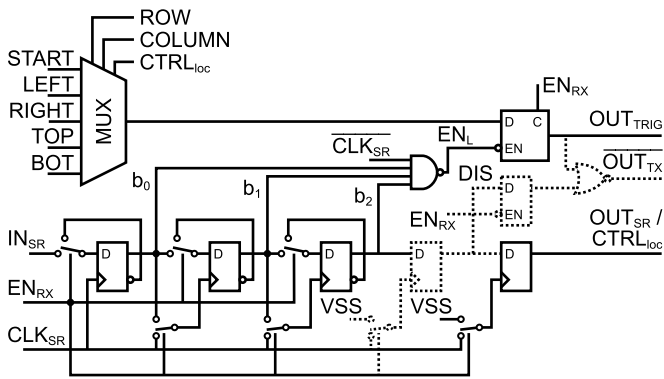 ROW
COLUMN
CTRLloc
START
LEFT
RIGHT
TOP
BOT
MUX
ENRX
D C
EN
OUTTRIG
CLKSR
ENL
OUTTX
b0
b1
b2
DIS
D
EN
ENRX
OUTSR /
CTRLloc
INSR
D
D
D
D
D
ENRX
VSS
VSS
CLKSR